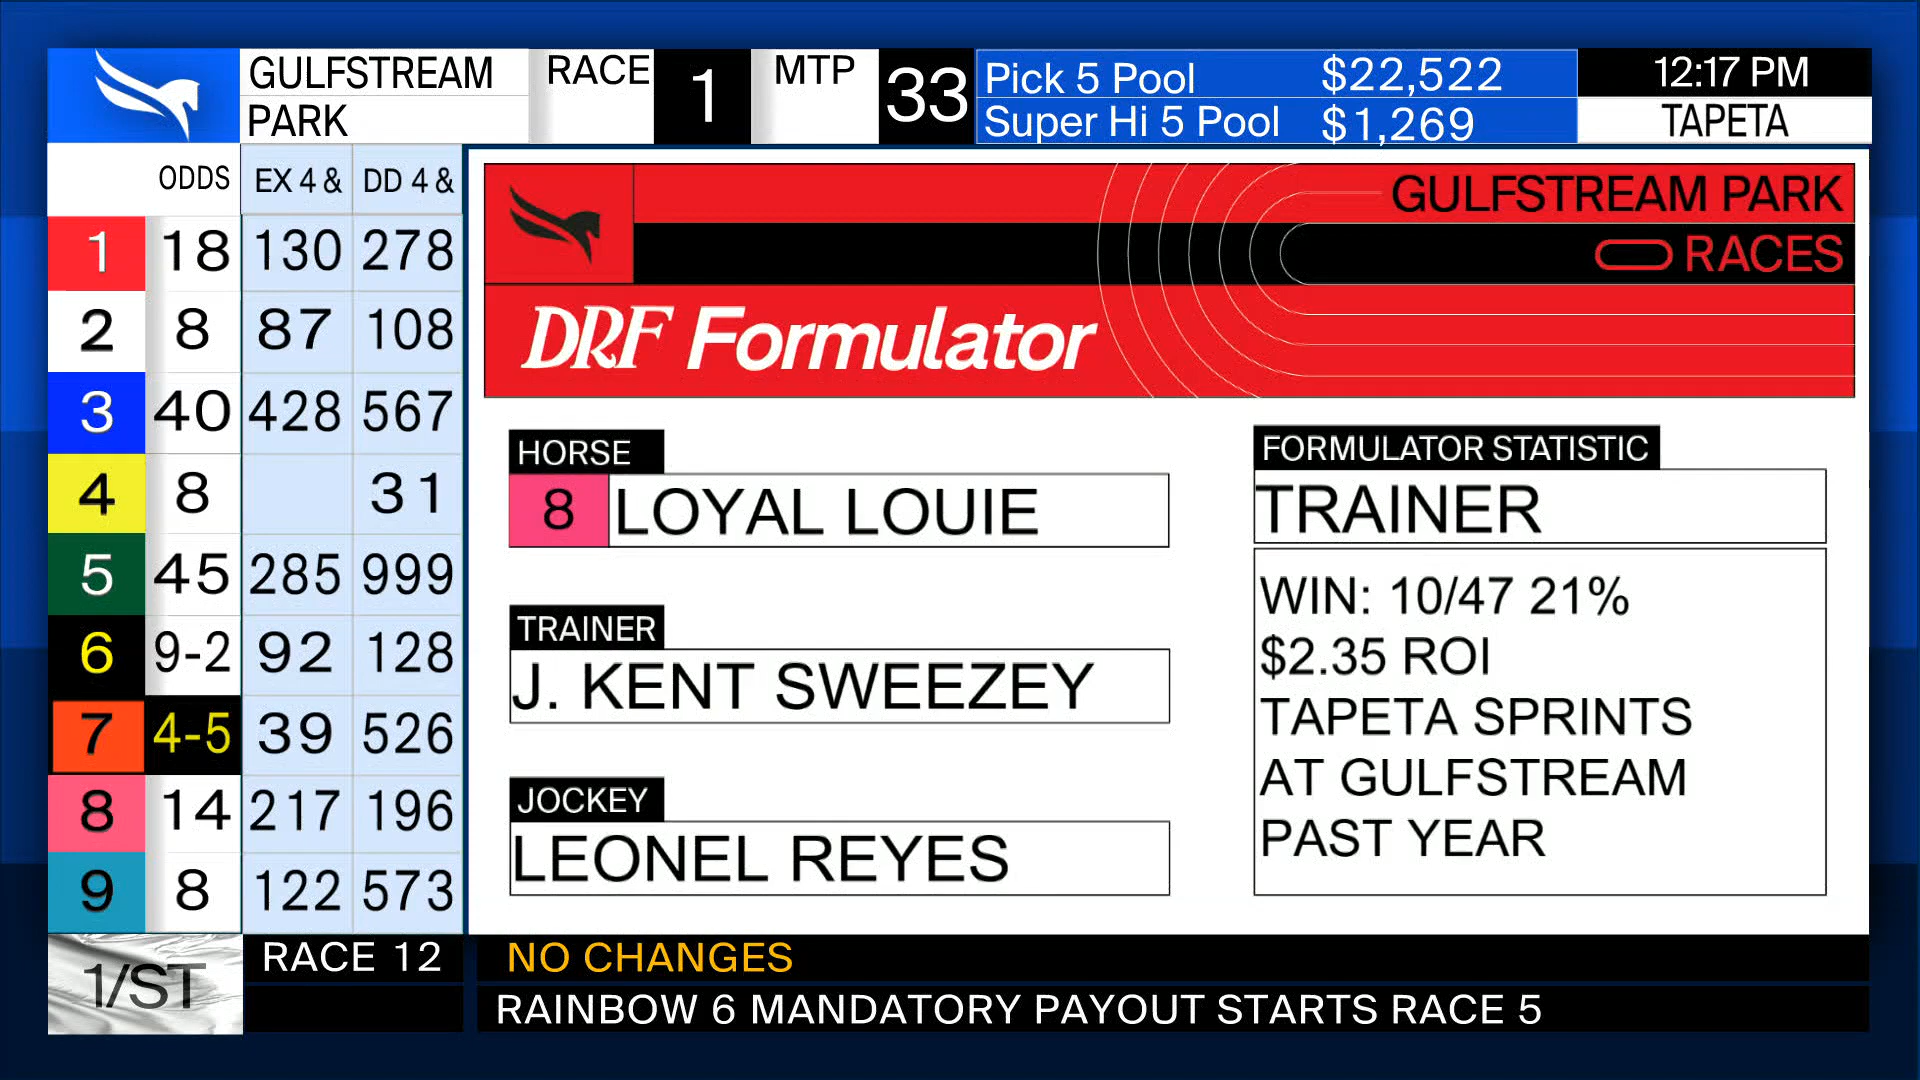 GULFSTREAM
PARK
RACE 1 MTP 33
Pick 5 Pool $22,522
Super Hi 5 Pool $1,269
12:17 PM
TAPETA
ODDS EX 4 & DD 4 &
1 18 130 278
2 8 87 108
3 40 428 567
4 8 31
5 45 285 999
6 9-2 92 128
7 4-5 39 526
8 14 217 196
9 8 122 573
GULFSTREAM PARK
RACES
DRF Formulator
HORSE
8 LOYAL LOUIE
TRAINER
J. KENT SWEEZEY
JOCKEY
LEONEL REYES
FORMULATOR STATISTIC
TRAINER
WIN: 10/47 21%
$2.35 ROI
TAPETA SPRINTS
AT GULFSTREAM
PAST YEAR
1/ST
RACE 12 NO CHANGES
RAINBOW 6 MANDATORY PAYOUT STARTS RACE 5